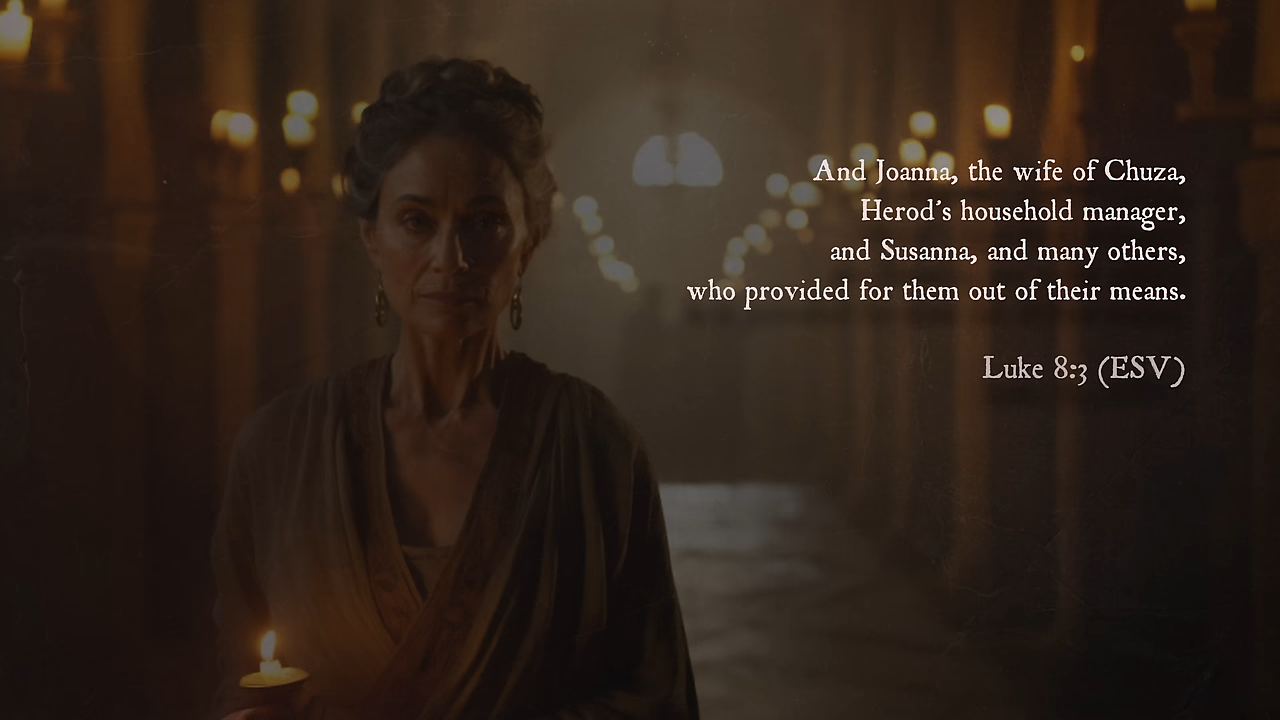 And Joanna, the wife of Chuza,
Herod's household manager,
and Susanna, and many others,
who provided for them out of their means.
Luke 8:3 (ESV)